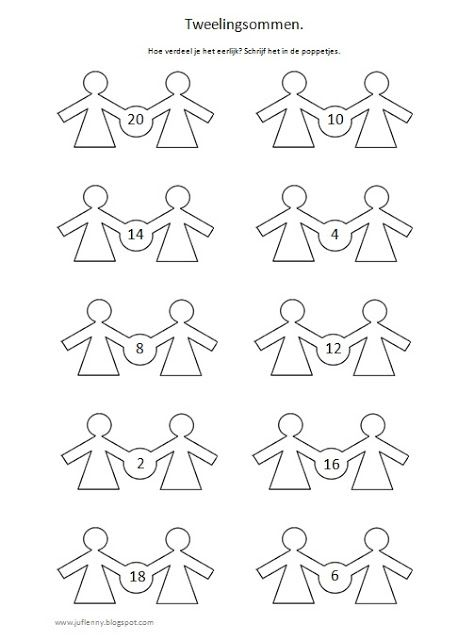 Tweelingsommen.
Hoe verdeel je het eerlijk? Schrijf het in de poppetjes.
20 10
14 4
8 12
2 16
18 6
www.juflenny.blogspot.com